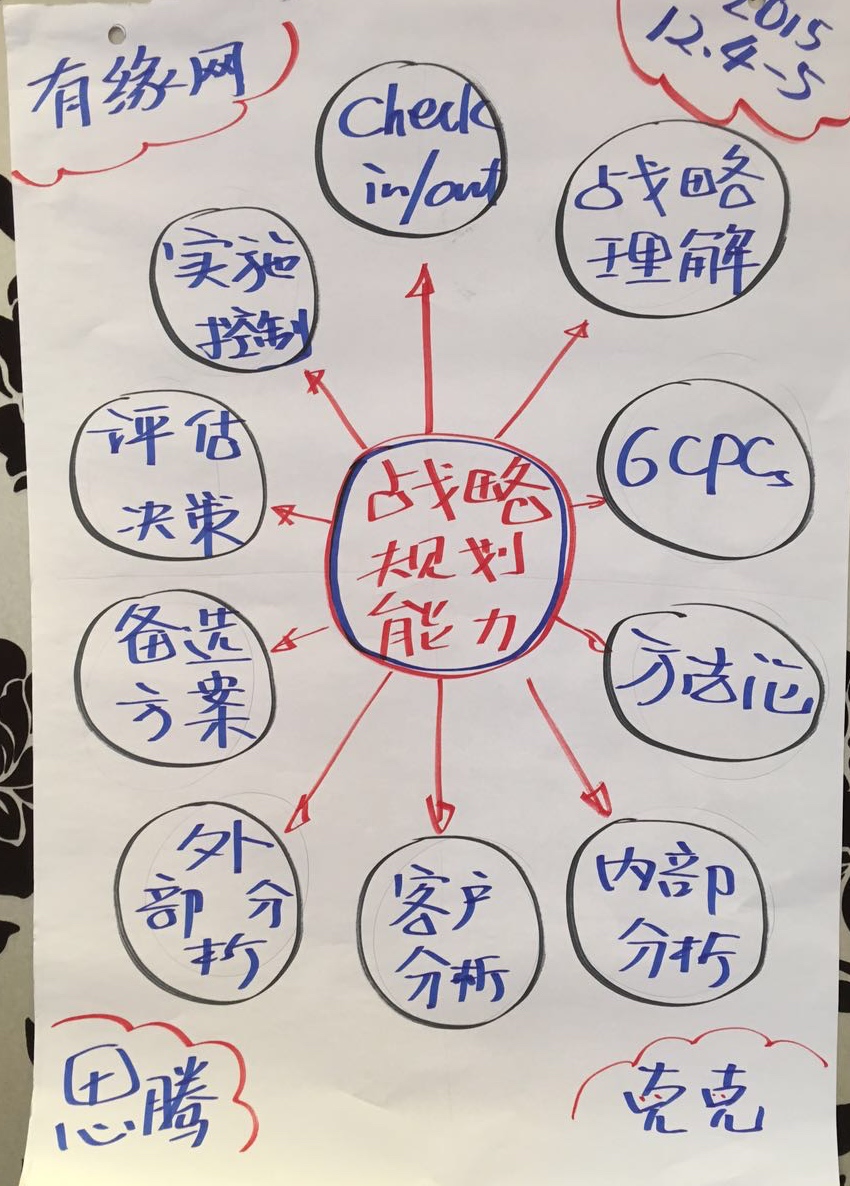 有缘网
2015
12.4-5
Check
in/out
战略
理解
6CPCs
方法论
内部
分析
客户
分析
外
部分
析
备选
方案
评估
决策
实施
控制
战略
规划
能力
思腾
克克